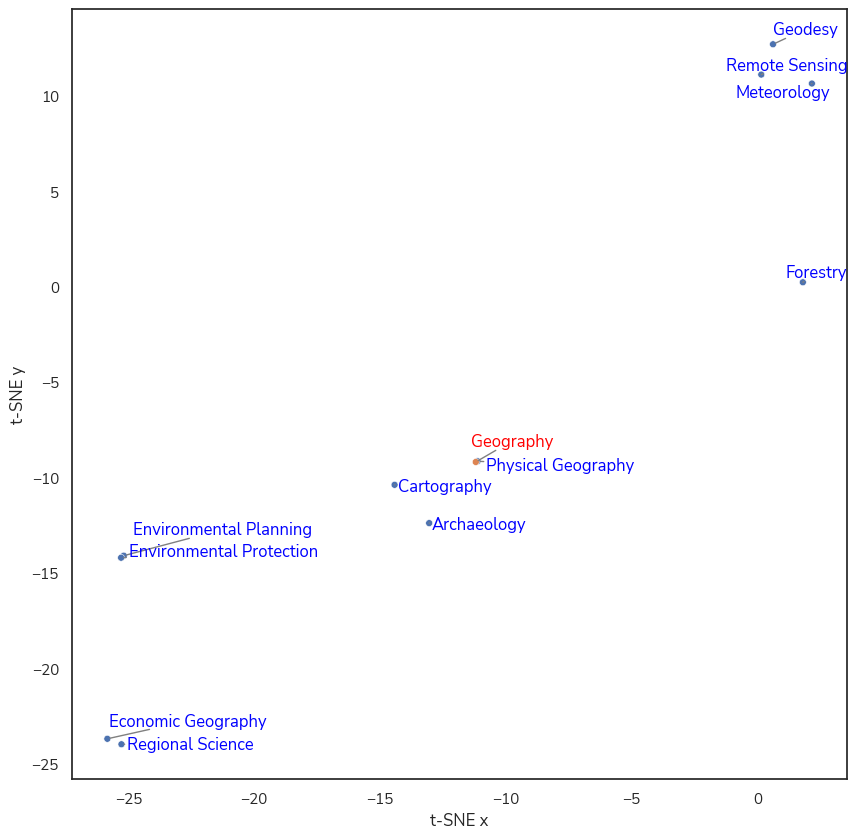 Geodesy
Remote Sensing
Meteorology
Forestry
Geography
Physical Geography
Cartography
Archaeology
Environmental Planning
Environmental Protection
Economic Geography
Regional Science
10
5
0
−5
−10
−15
−20
−25
t-SNE y
−25
−20
−15
−10
−5
0
t-SNE x